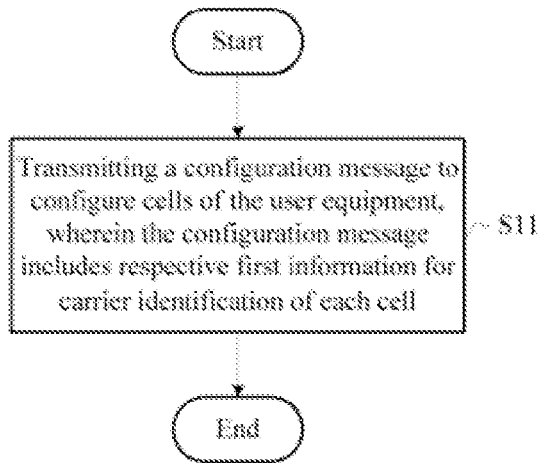 Start
Transmitting a configuration message to
configure cells of the user equipment,
wherein the configuration message
includes respective first information for
carrier identification of each cell
S11
End